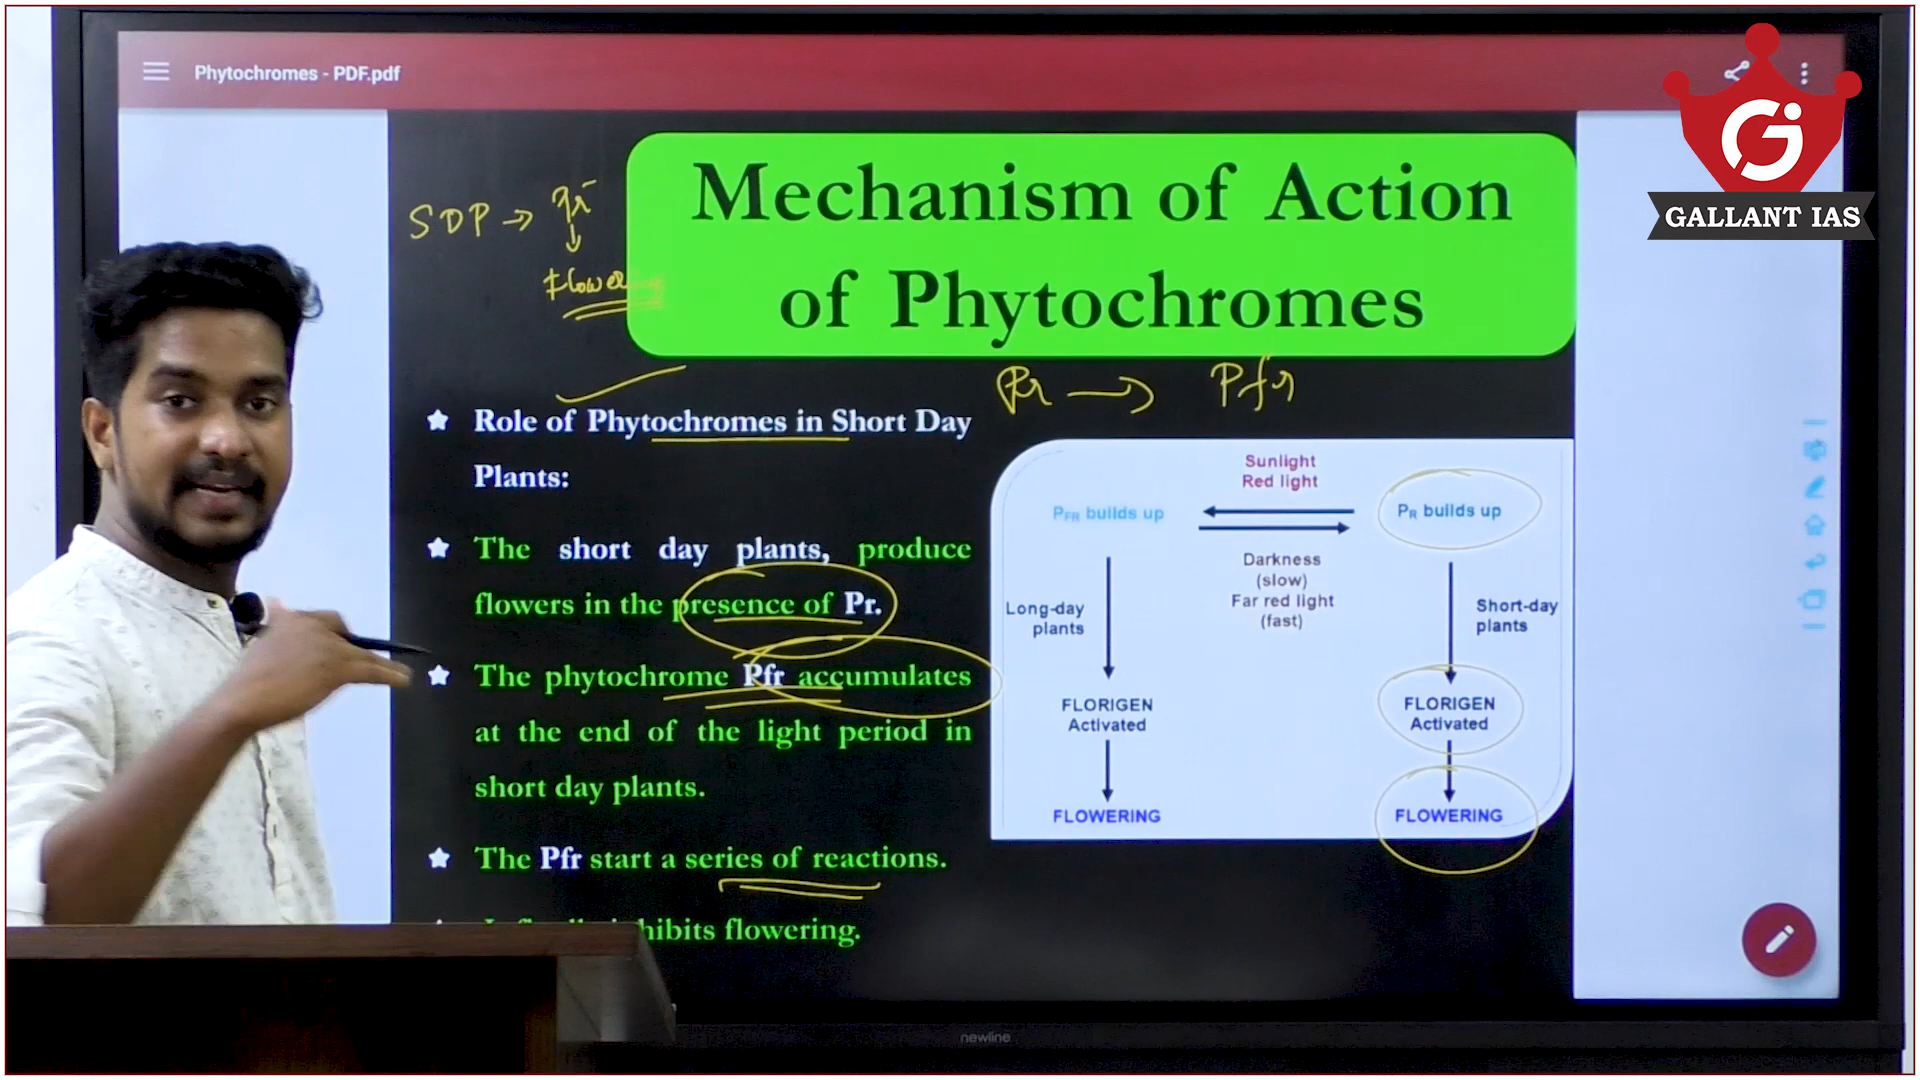 Phytochromes - PDF.pdf
GALLANT IAS
Mechanism of Action
of Phytochromes
SDP → Pr
↓
Flower
Pr → Pfr
★ Role of Phytochromes in Short Day
Plants:
★ The short day plants, produce
flowers in the presence of Pr.
★ The phytochrome Pfr accumulates
at the end of the light period in
short day plants.
★ The Pfr start a series of reactions.
hibits flowering.
Sunlight
Red light
PFR builds up
PR builds up
Darkness
(slow)
Far red light
(fast)
Long-day
plants
Short-day
plants
FLORIGEN
Activated
FLORIGEN
Activated
FLOWERING
FLOWERING
newline